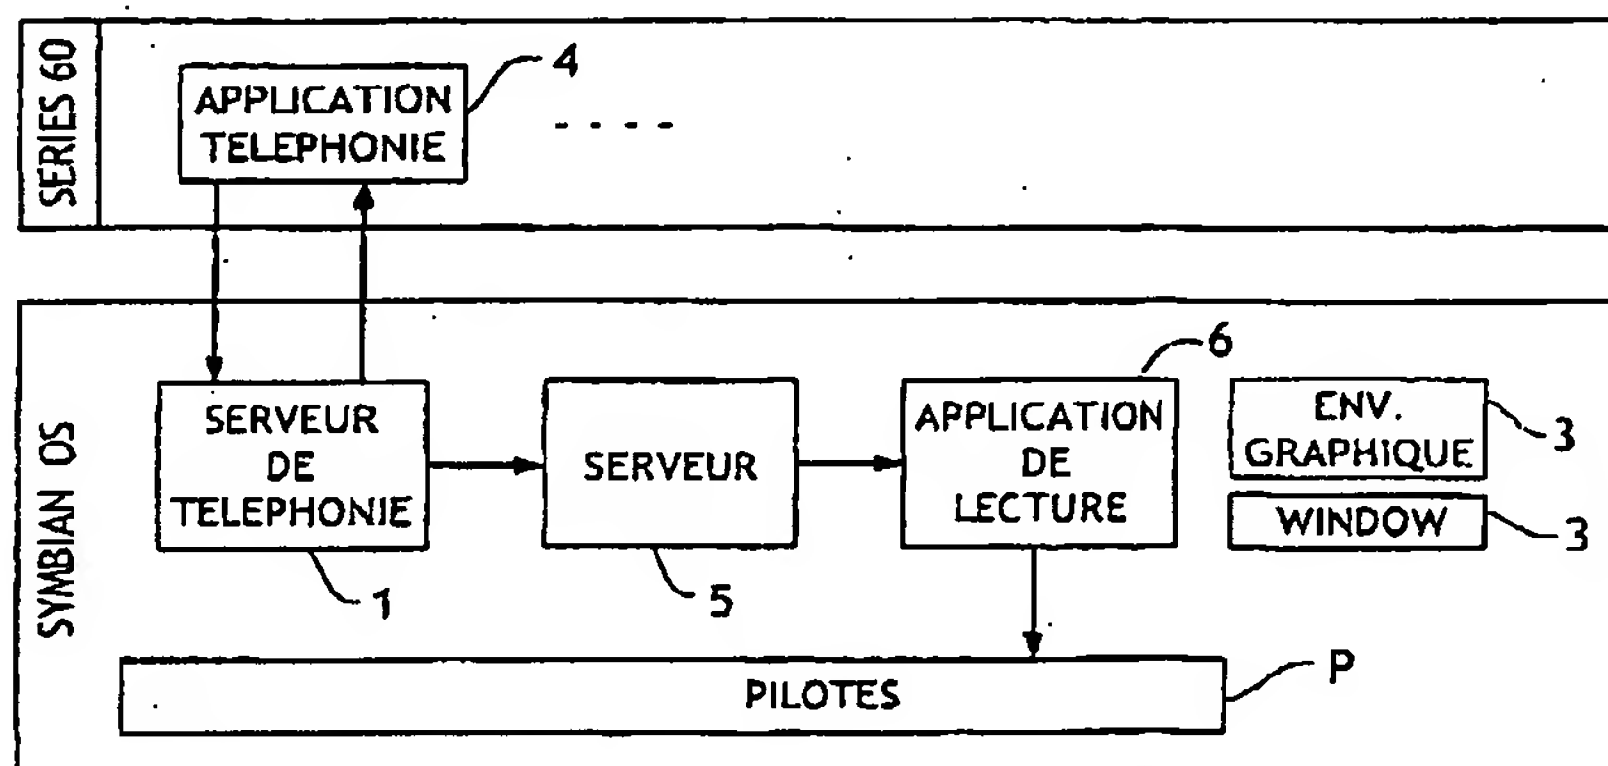 SERIES 60
APPLICATION
TELEPHONIE
4
SYMBIAN OS
SERVEUR
DE
TELEPHONIE
1
SERVEUR
5
APPLICATION
DE
LECTURE
6
ENV.
GRAPHIQUE
3
WINDOW
3
PILOTES
P